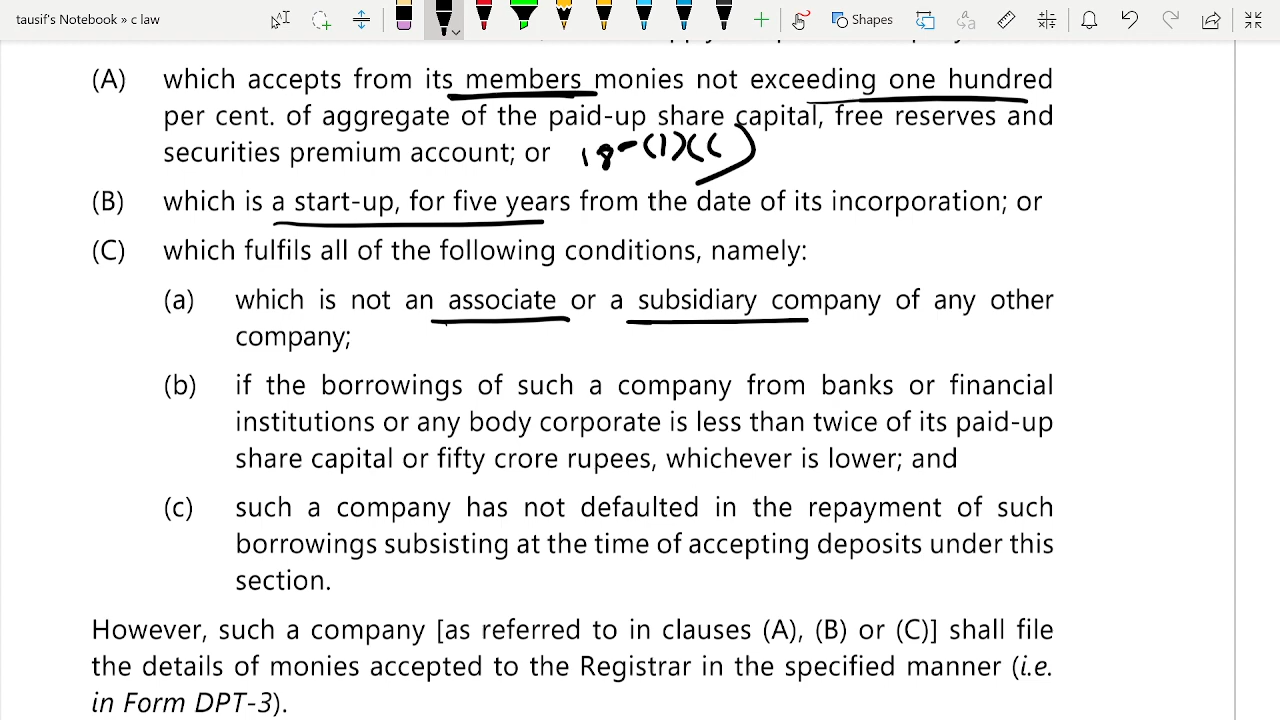 tausif's Notebook » c law
Shapes
(A) which accepts from its members monies not exceeding one hundred
per cent. of aggregate of the paid-up share capital, free reserves and
securities premium account; or
(B) which is a start-up, for five years from the date of its incorporation; or
(C) which fulfils all of the following conditions, namely:
(a) which is not an associate or a subsidiary company of any other
company;
(b) if the borrowings of such a company from banks or financial
institutions or any body corporate is less than twice of its paid-up
share capital or fifty crore rupees, whichever is lower; and
(c) such a company has not defaulted in the repayment of such
borrowings subsisting at the time of accepting deposits under this
section.
However, such a company [as referred to in clauses (A), (B) or (C)] shall file
the details of monies accepted to the Registrar in the specified manner (i.e.
in Form DPT-3).